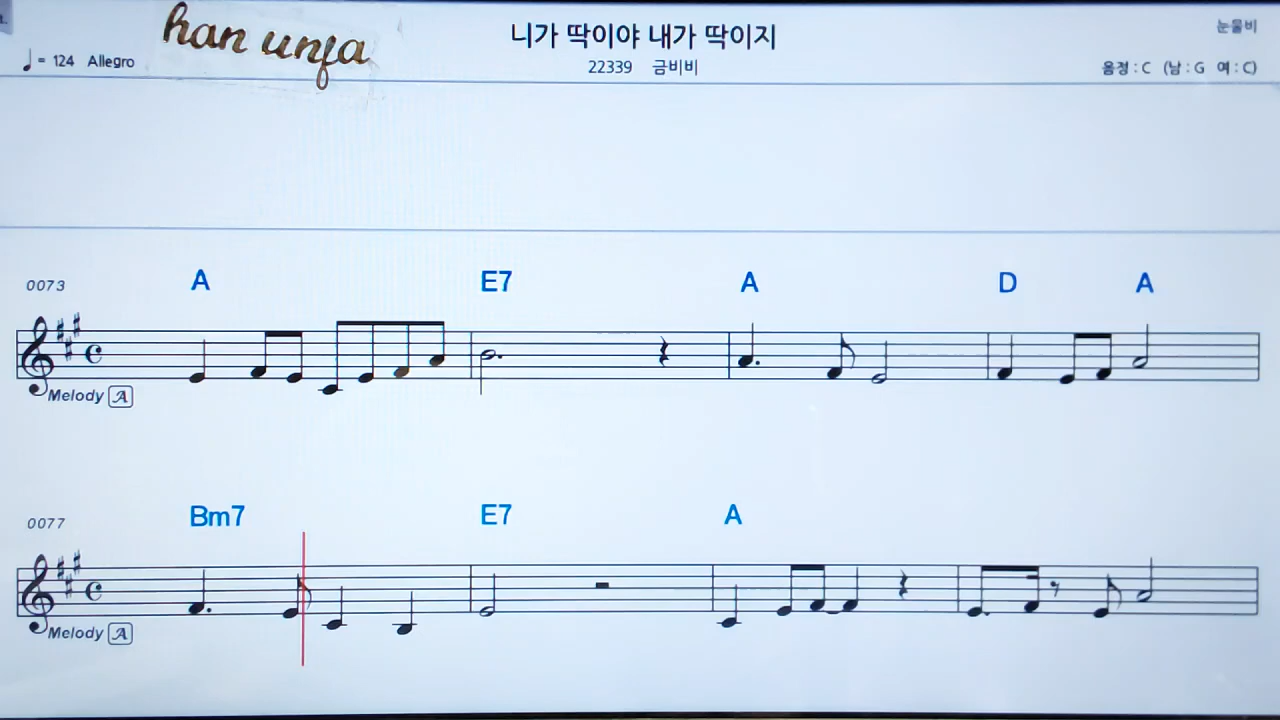 han unja
니가 딱이야 내가 딱이지
눈물비
♩= 124 Allegro
22339 금비비
음정 : C (남 : G 여 : C)
0073 A E7 A D A
Melody A
0077 Bm7 E7 A
Melody A